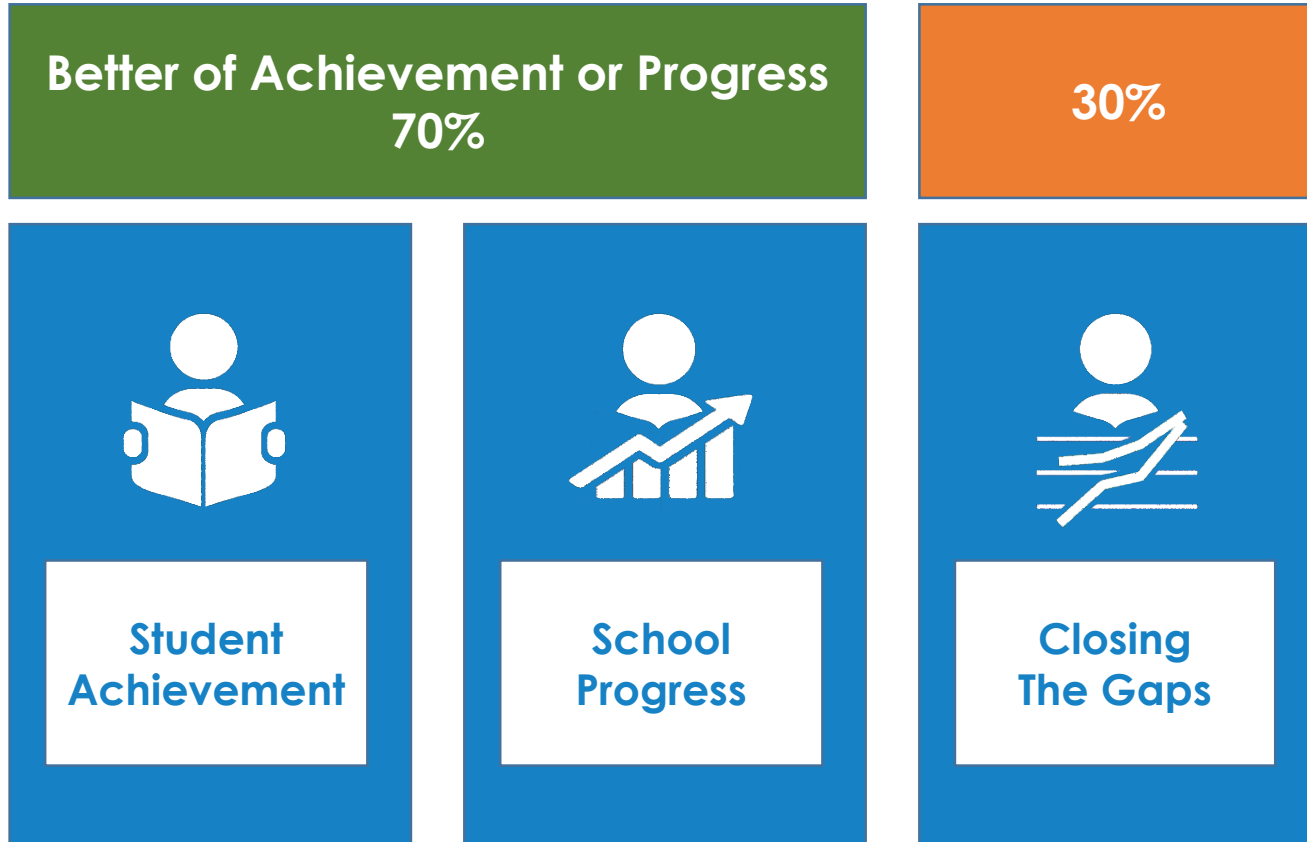 Better of Achievement or Progress
70%
30%
Student
Achievement
School
Progress
Closing
The Gaps